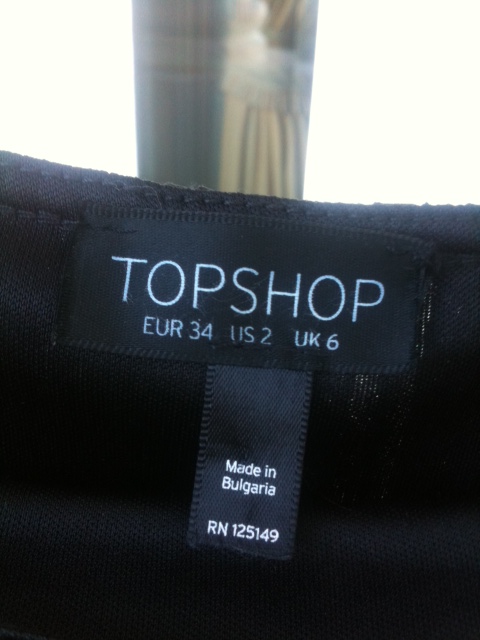 TOPSHOP
EUR 34 US 2 UK 6
Made in
Bulgaria
RN 125149